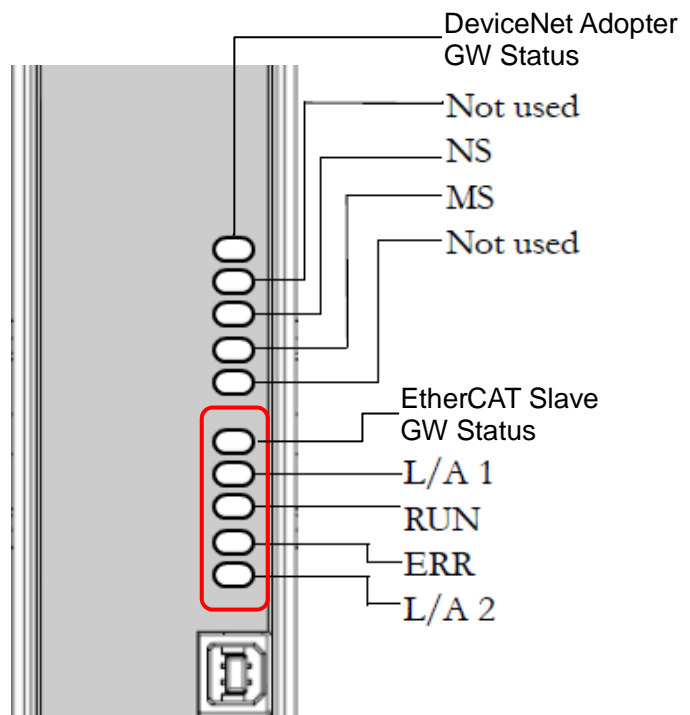 DeviceNet Adopter
GW Status
Not used
NS
MS
Not used
EtherCAT Slave
GW Status
L/A 1
RUN
ERR
L/A 2